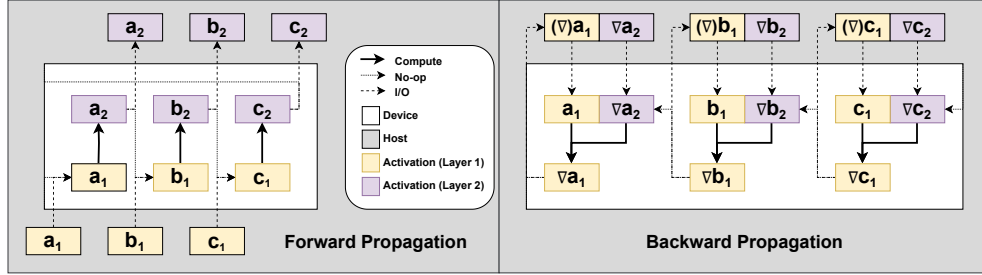 a₂ b₂ c₂
a₂ b₂ c₂
a₁ b₁ c₁
a₁ b₁ c₁
Forward Propagation
Compute
No-op
I/O
Device
Host
Activation (Layer 1)
Activation (Layer 2)
(∇)a₁ ∇a₂ (∇)b₁ ∇b₂ (∇)c₁ ∇c₂
a₁ ∇a₂ b₁ ∇b₂ c₁ ∇c₂
∇a₁ ∇b₁ ∇c₁
Backward Propagation